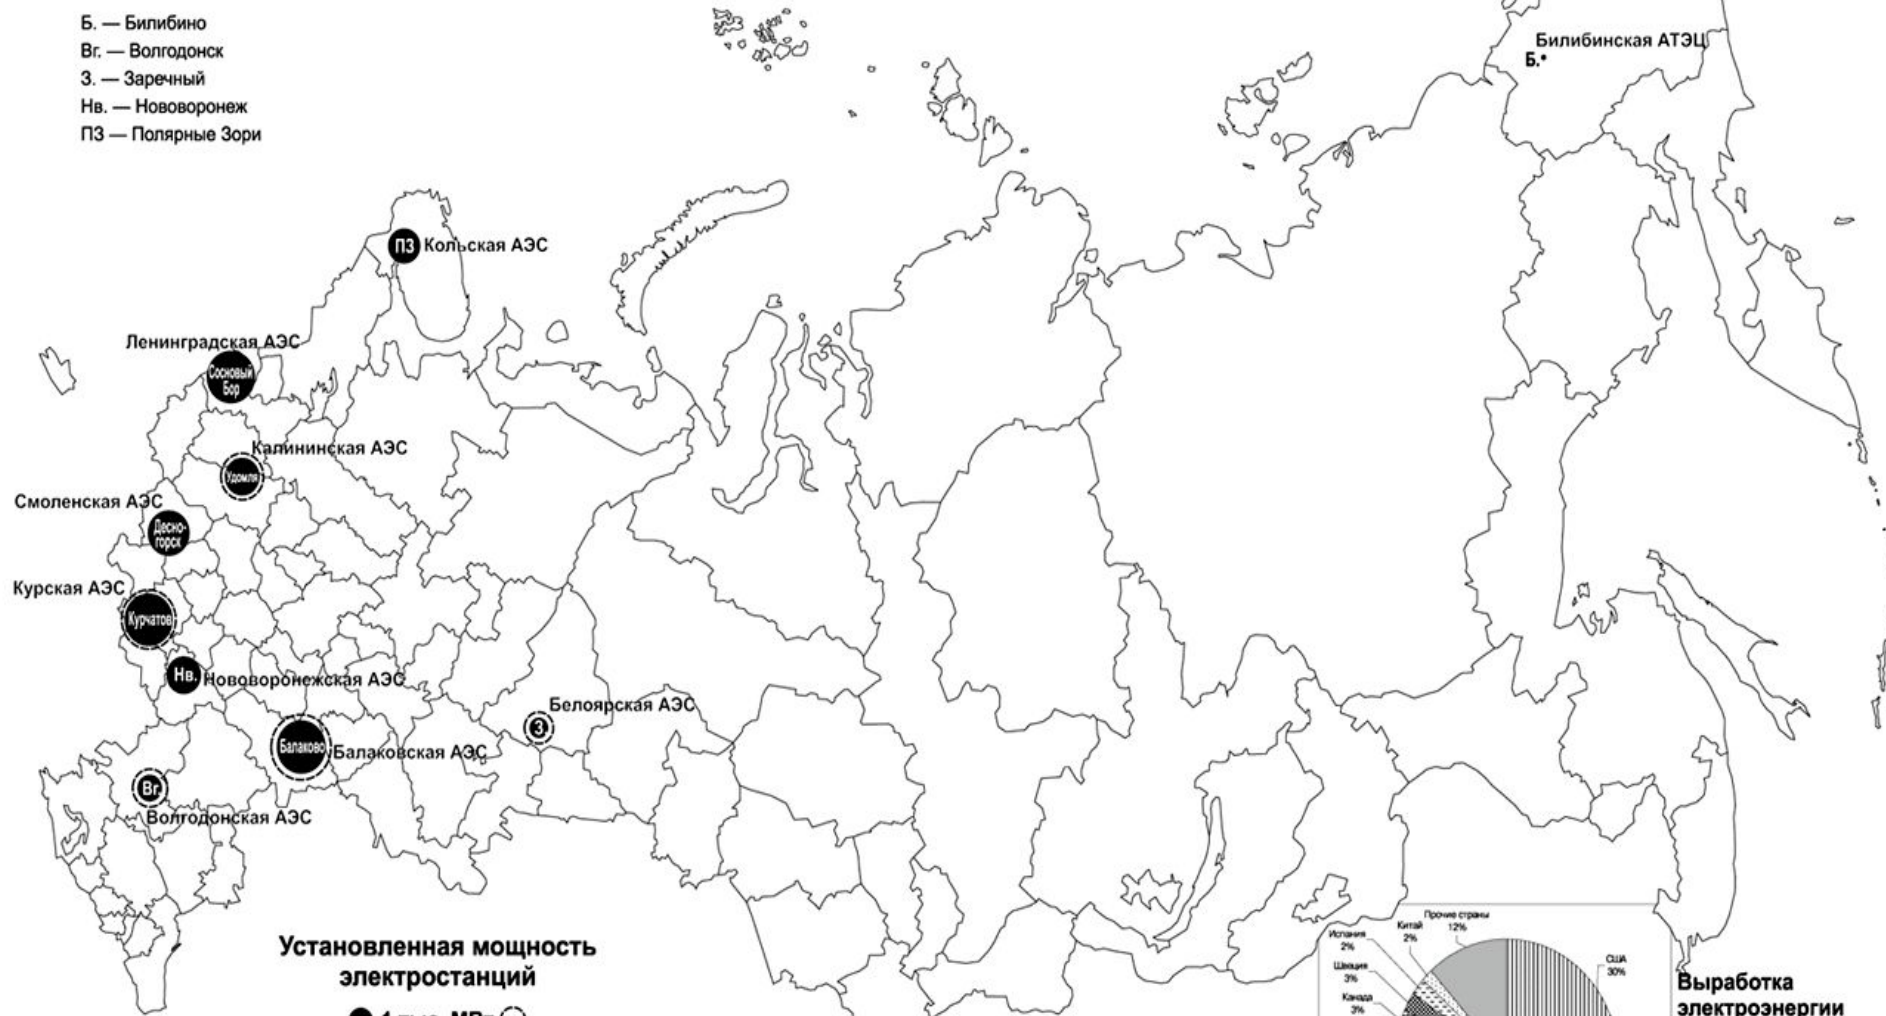 Б. — Билибино
Вг. — Волгодонск
З. — Заречный
Нв. — Нововоронеж
ПЗ — Полярные Зори
Билибинская АТЭЦ
Б.
ПЗ
Кольская АЭС
Ленинградская АЭС
Сосновый
Бор
Калининская АЭС
Удомля
Смоленская АЭС
Десно-
горск
Курская АЭС
Курчатов
Нв.
Нововоронежская АЭС
Белоярская АЭС
З
Балаково
Балаковская АЭС
Вг
Волгодонская АЭС
Установленная мощность
электростанций
Прочие страны
12%
Китай
2%
Испания
2%
Швеция
3%
Канада
3%
США
30%
Выработка
электроэнергии